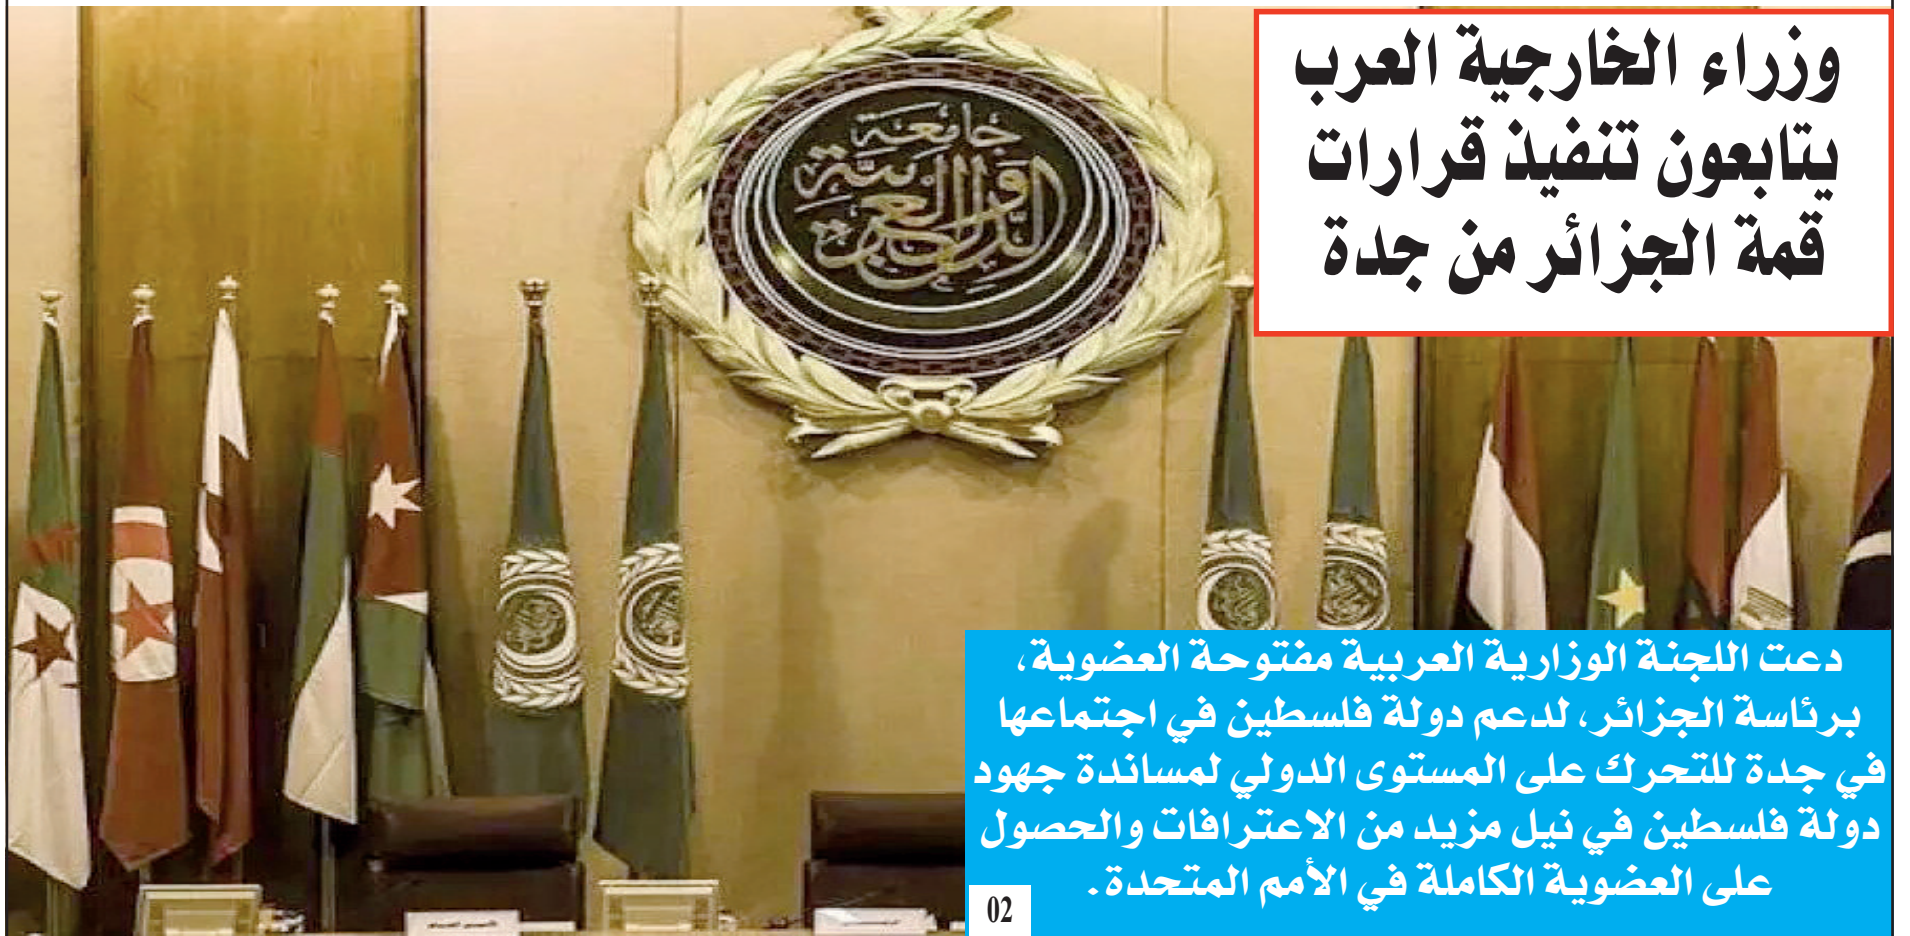 وزراء الخارجية العرب
يتابعون تنفيذ قرارات
قمة الجزائر من جدة
جامعة
الدول العربية
دعت اللجنة الوزارية العربية مفتوحة العضوية،
برئاسة الجزائر، لدعم دولة فلسطين في اجتماعها
في جدة للتحرك على المستوى الدولي لمساندة جهود
دولة فلسطين في نيل مزيد من الاعترافات والحصول
على العضوية الكاملة في الأمم المتحدة.
02